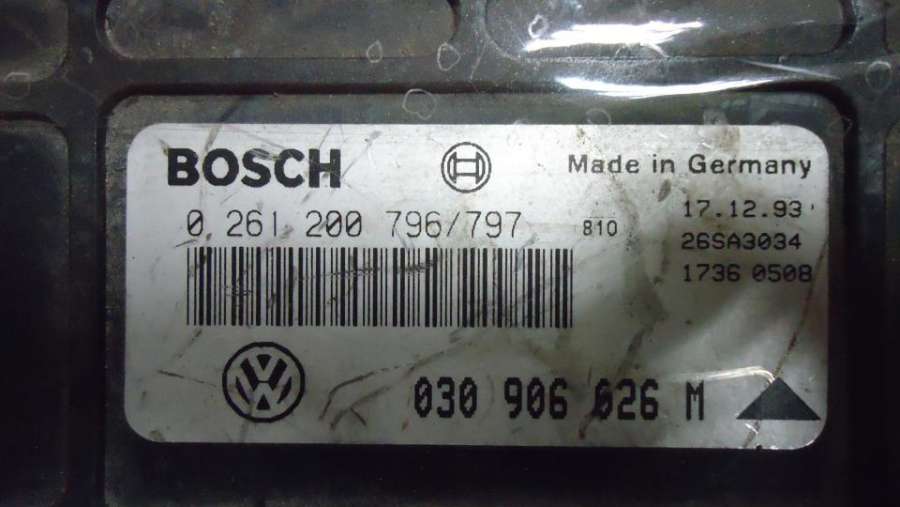 BOSCH Made in Germany
0 261 200 796/797 810 17.12.93
26SA3034
1736 0508
030 906 026 M